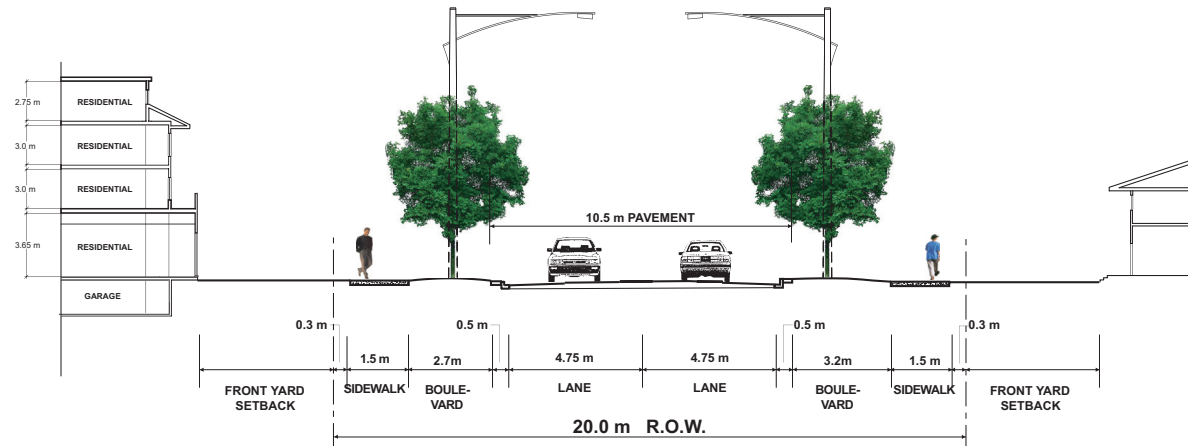 2.75 m
RESIDENTIAL
3.0 m
RESIDENTIAL
3.0 m
RESIDENTIAL
3.65 m
RESIDENTIAL
GARAGE
10.5 m PAVEMENT
0.3 m
0.5 m
0.5 m
0.3 m
1.5 m
2.7m
4.75 m
4.75 m
3.2m
1.5 m
FRONT YARD
SETBACK
SIDEWALK
BOULE-
VARD
LANE
LANE
BOULE-
VARD
SIDEWALK
FRONT YARD
SETBACK
20.0 m R.O.W.